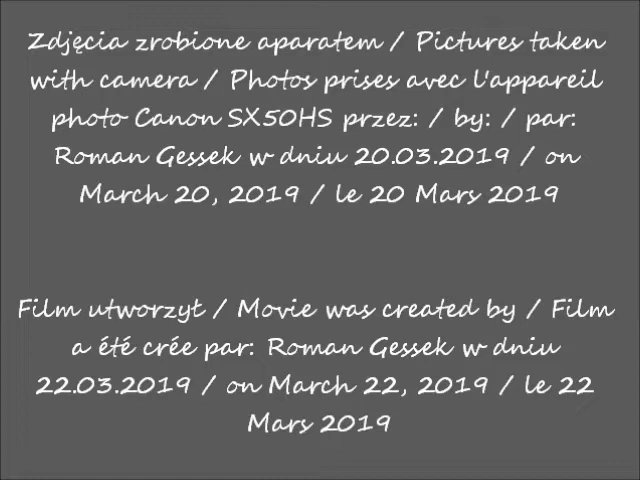 Zdjęcia zrobione aparatem / Pictures taken
with camera / Photos prises avec l'appareil
photo Canon SX50HS przez: / by: / par:
Roman Gessek w dniu 20.03.2019 / on
March 20, 2019 / le 20 Mars 2019
Film utworzył / Movie was created by / Film
a été crée par: Roman Gessek w dniu
22.03.2019 / on March 22, 2019 / le 22
Mars 2019